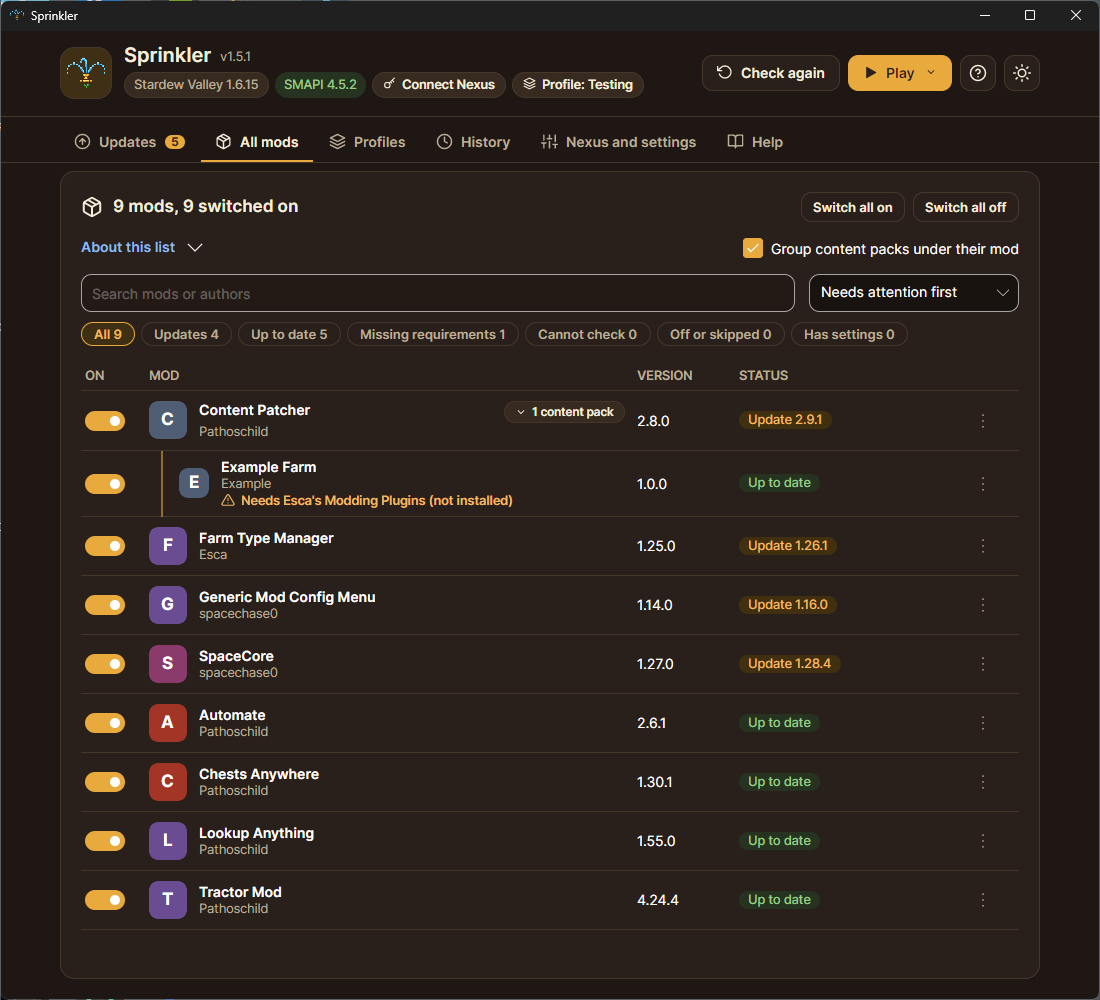 Sprinkler
Sprinkler v1.5.1
Stardew Valley 1.6.15 SMAPI 4.5.2 Connect Nexus Profile: Testing
Check again Play
Updates 5 All mods Profiles History Nexus and settings Help
9 mods, 9 switched on
Switch all on Switch all off
About this list
Group content packs under their mod
Search mods or authors
Needs attention first
All 9 Updates 4 Up to date 5 Missing requirements 1 Cannot check 0 Off or skipped 0 Has settings 0
ON MOD VERSION STATUS
C Content Patcher
Pathoschild
1 content pack 2.8.0 Update 2.9.1
E Example Farm
Example
Needs Esca's Modding Plugins (not installed)
1.0.0 Up to date
F Farm Type Manager
Esca
1.25.0 Update 1.26.1
G Generic Mod Config Menu
spacechase0
1.14.0 Update 1.16.0
S SpaceCore
spacechase0
1.27.0 Update 1.28.4
A Automate
Pathoschild
2.6.1 Up to date
C Chests Anywhere
Pathoschild
1.30.1 Up to date
L Lookup Anything
Pathoschild
1.55.0 Up to date
T Tractor Mod
Pathoschild
4.24.4 Up to date